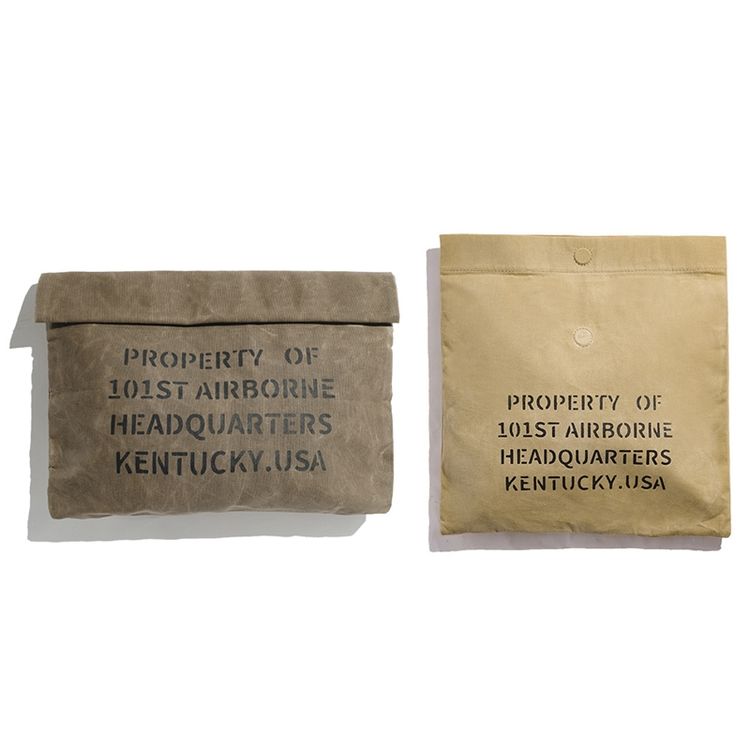 PROPERTY OF
101ST AIRBORNE
HEADQUARTERS
KENTUCKY.USA
PROPERTY OF
101ST AIRBORNE
HEADQUARTERS
KENTUCKY.USA